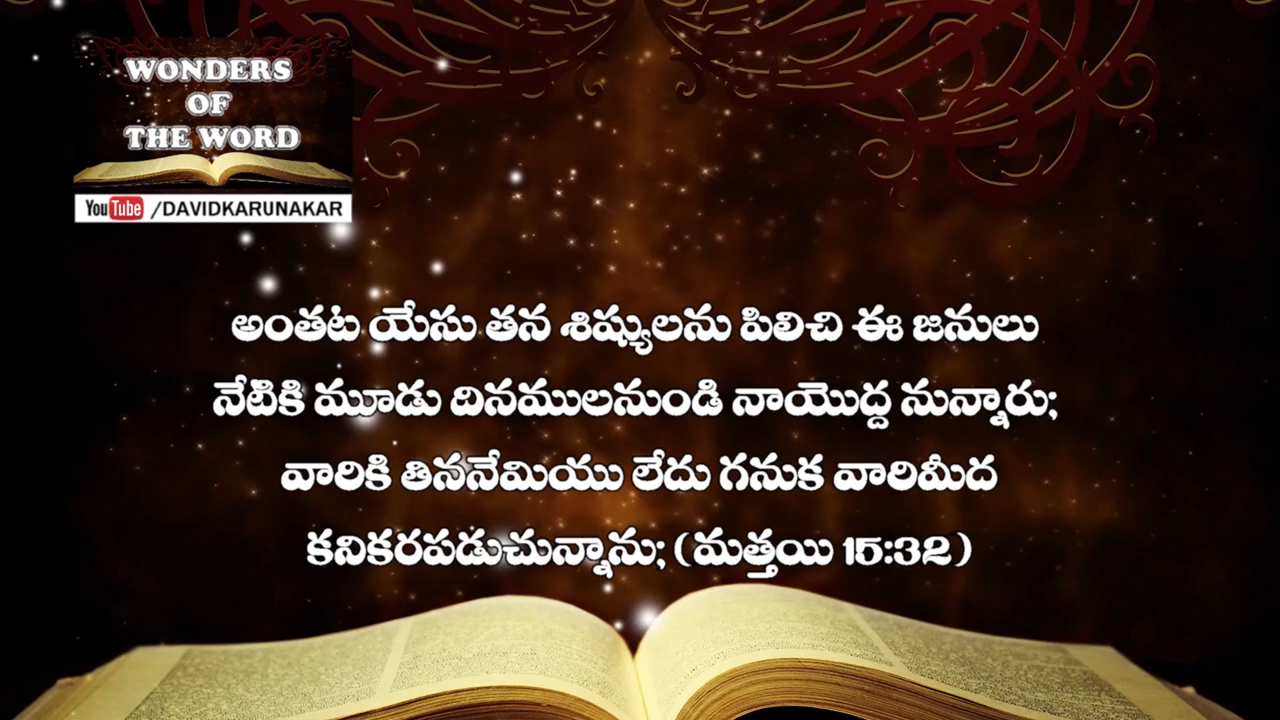 WONDERS
OF
THE WORD
YouTube /DAVIDKARUNAKAR
అంతట యేసు తన శిష్యులను పిలిచి ఈ జనులు
నేటికి మూడు దినములనుండి నాయొద్ద నున్నారు;
వారికి తిననేమియు లేదు గనుక వారిమీద
కనికరపడుచున్నాను; (మత్తయి 15:32)